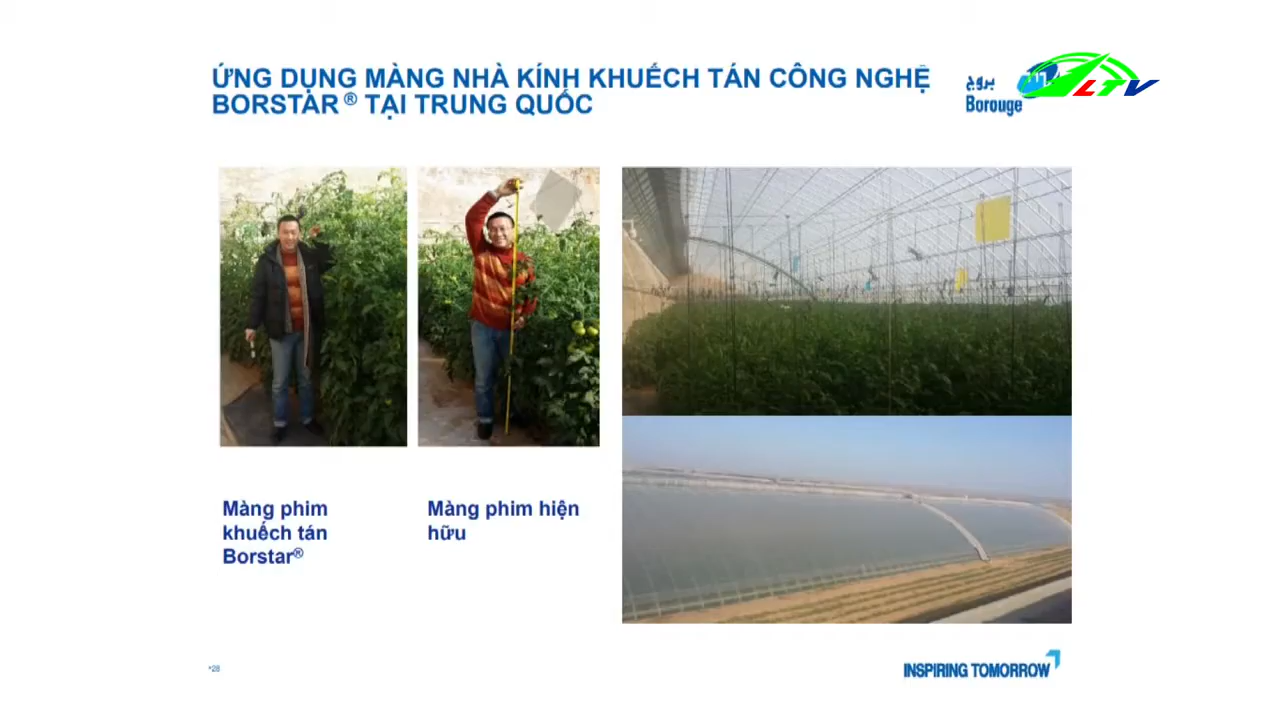 ỨNG DỤNG MÀNG NHÀ KÍNH KHUẾCH TÁN CÔNG NGHỆ
BORSTAR ® TẠI TRUNG QUỐC
بروج
Borouge
LTV
Màng phim
khuếch tán
Borstar®
Màng phim hiện
hữu
*28
INSPIRING TOMORROW